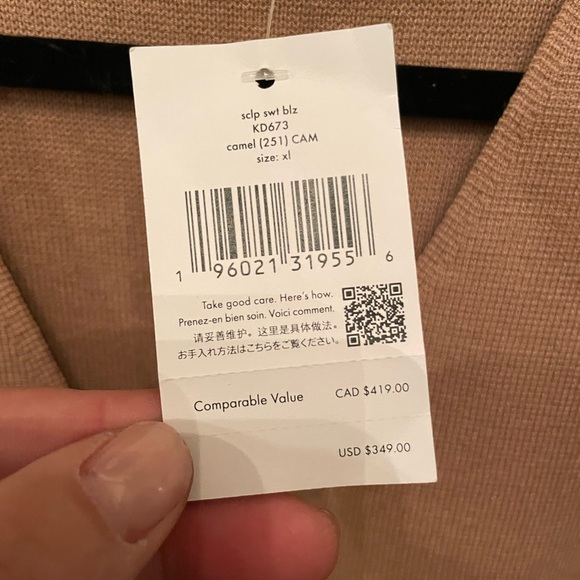 sclp swt blz
KD673
camel (251) CAM
size: xl
1 96021 31955 6
Take good care. Here's how.
Prenez-en bien soin. Voici comment.
请妥善维护。这里是具体做法。
お手入れ方法はこちらをご覧ください。
Comparable Value CAD $419.00
USD $349.00